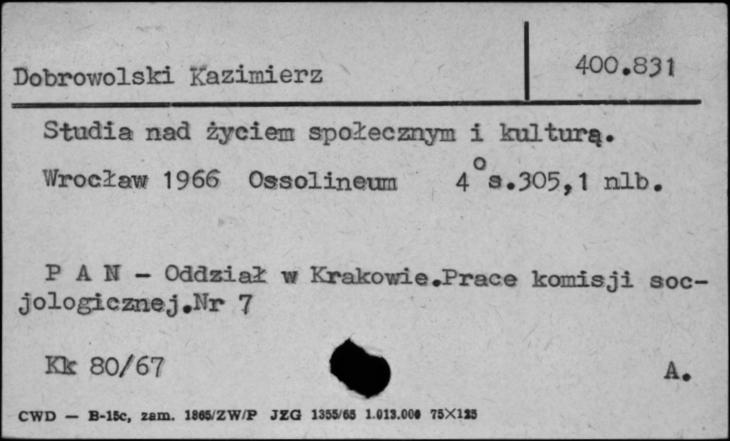 Dobrowolski Kazimierz 400.831
Studia nad życiem społecznym i kulturą.
Wrocław 1966 Ossolineum 4° s.305,1 nlb.
P A N - Oddział w Krakowie.Prace komisji soc-
jologicznej.Nr 7
Kk 80/67 A.
CWD — B-15c, zam. 1865/ZW/P JZG 1355/65 1.013.000 75X125